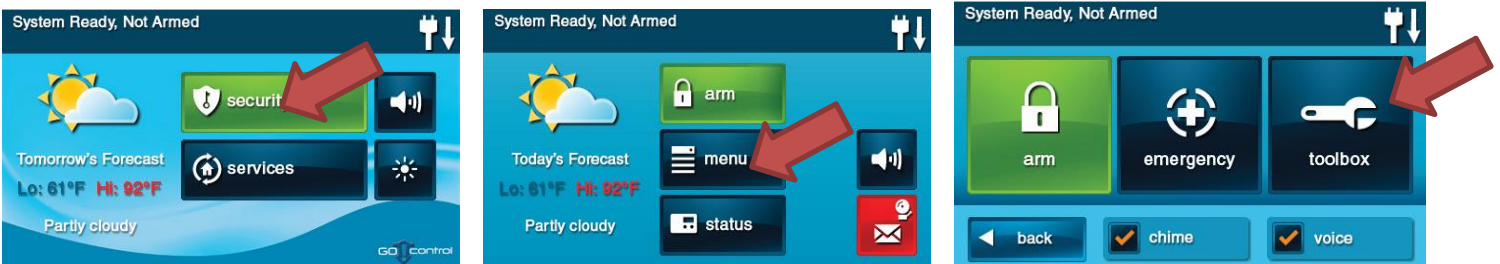 System Ready, Not Armed
security
Tomorrow's Forecast
services
Lo: 61°F Hi: 92°F
Partly cloudy
GO control
System Ready, Not Armed
arm
Today's Forecast
menu
Lo: 61°F Hi: 92°F
Partly cloudy
status
System Ready, Not Armed
arm
emergency
toolbox
back
chime
voice